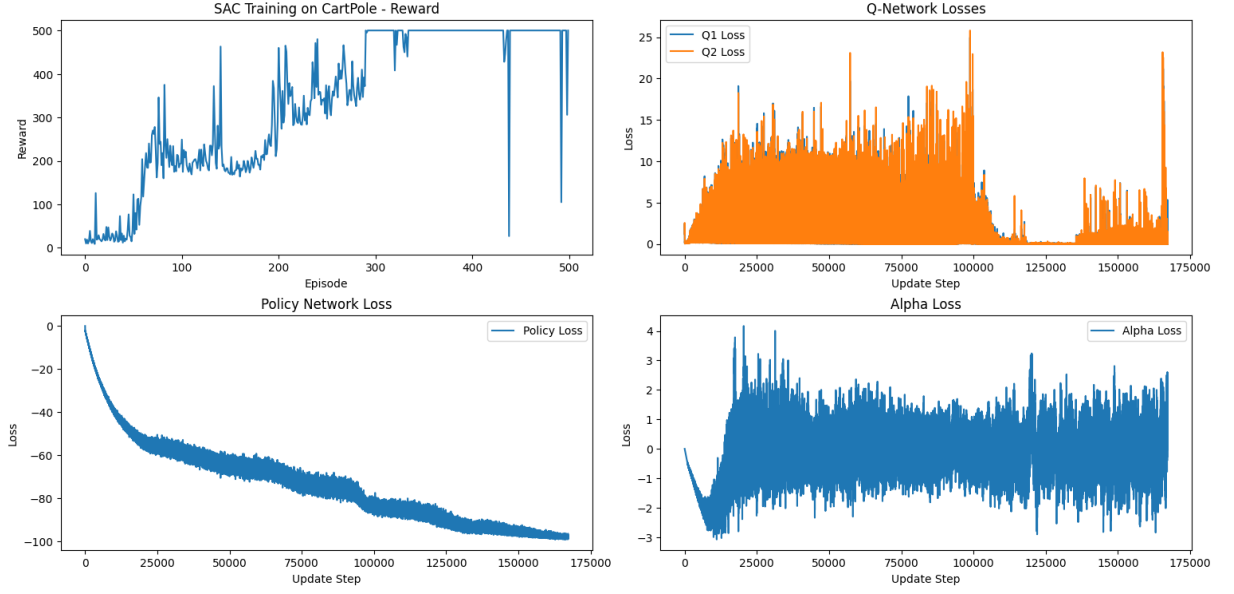 SAC Training on CartPole - Reward
500
400
300
200
100
0
Reward
0 100 200 300 400 500
Episode
Q-Network Losses
Q1 Loss
Q2 Loss
25
20
15
10
5
0
Loss
0 25000 50000 75000 100000 125000 150000 175000
Update Step
Policy Network Loss
Policy Loss
0
−20
−40
−60
−80
−100
Loss
0 25000 50000 75000 100000 125000 150000 175000
Update Step
Alpha Loss
Alpha Loss
4
3
2
1
0
−1
−2
−3
Loss
0 25000 50000 75000 100000 125000 150000 175000
Update Step